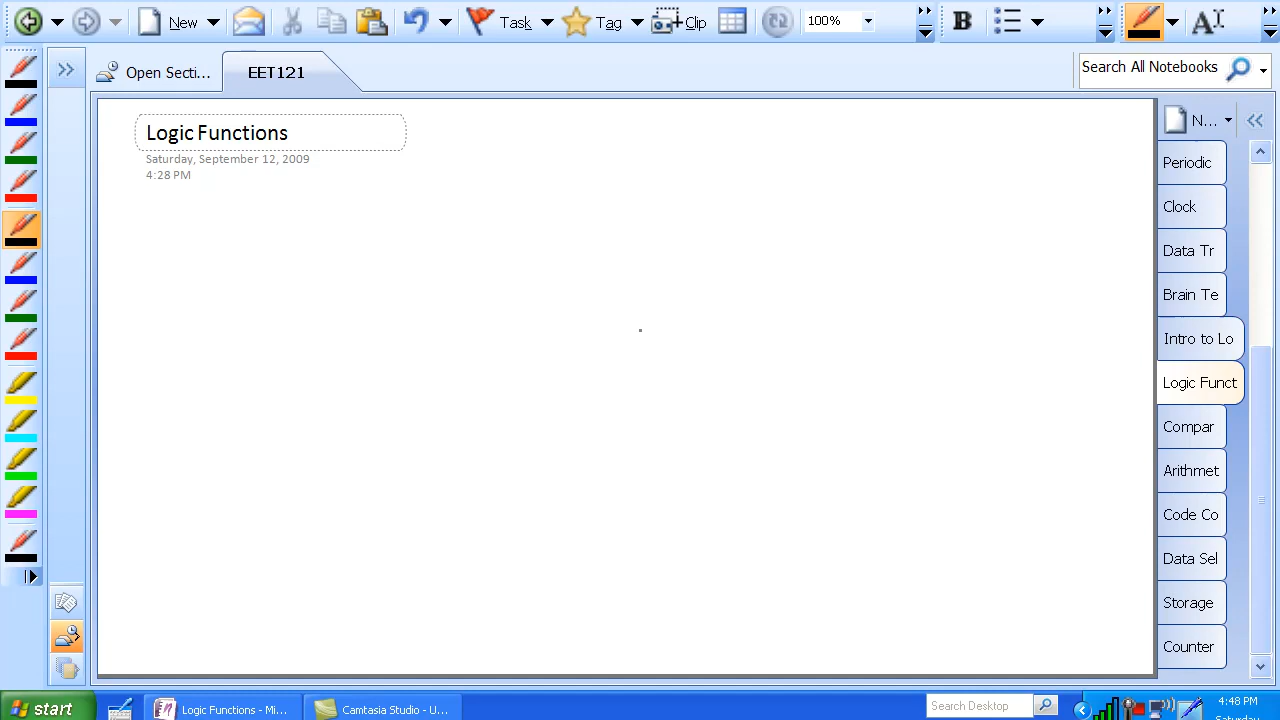 New Task Tag Clip 100% B A
Open Secti... EET121 Search All Notebooks
Logic Functions
Saturday, September 12, 2009
4:28 PM
N...
Periodic
Clock
Data Tr
Brain Te
Intro to Lo
Logic Funct
Compar
Arithmet
Code Co
Data Sel
Storage
Counter
start Logic Functions - Mi... Camtasia Studio - U... Search Desktop 4:48 PM
Saturday